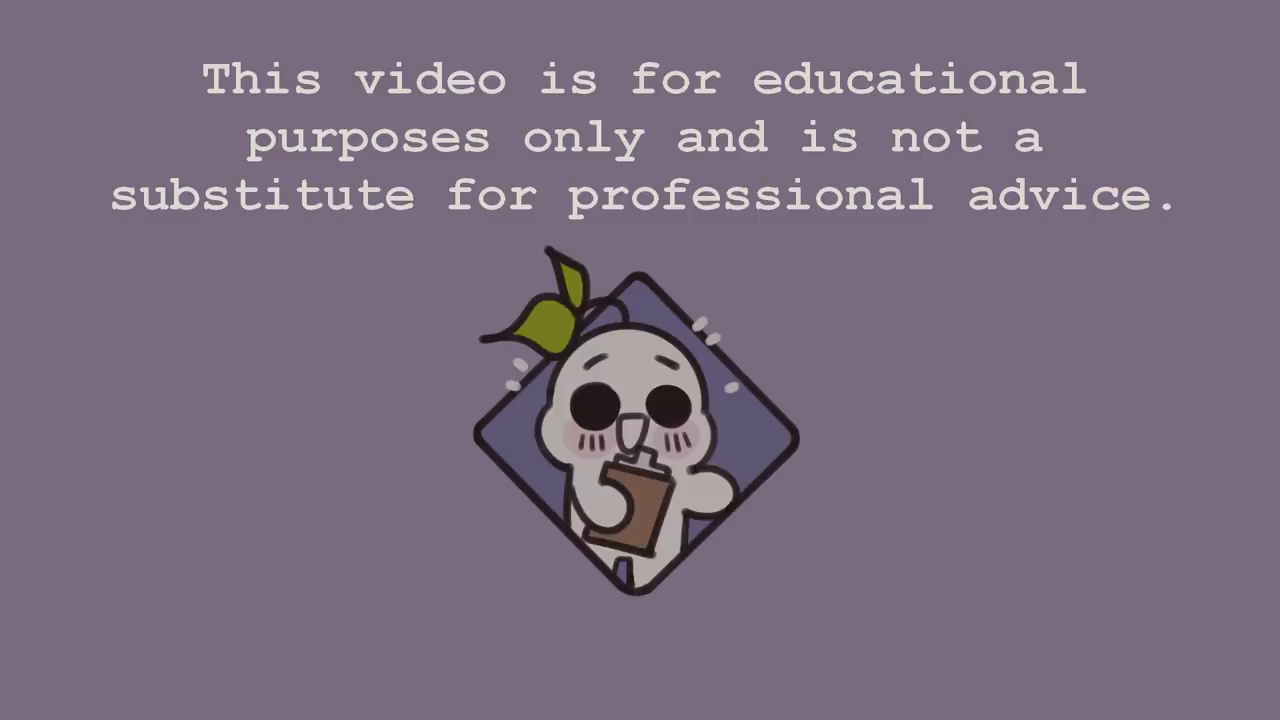 This video is for educational
purposes only and is not a
substitute for professional advice.